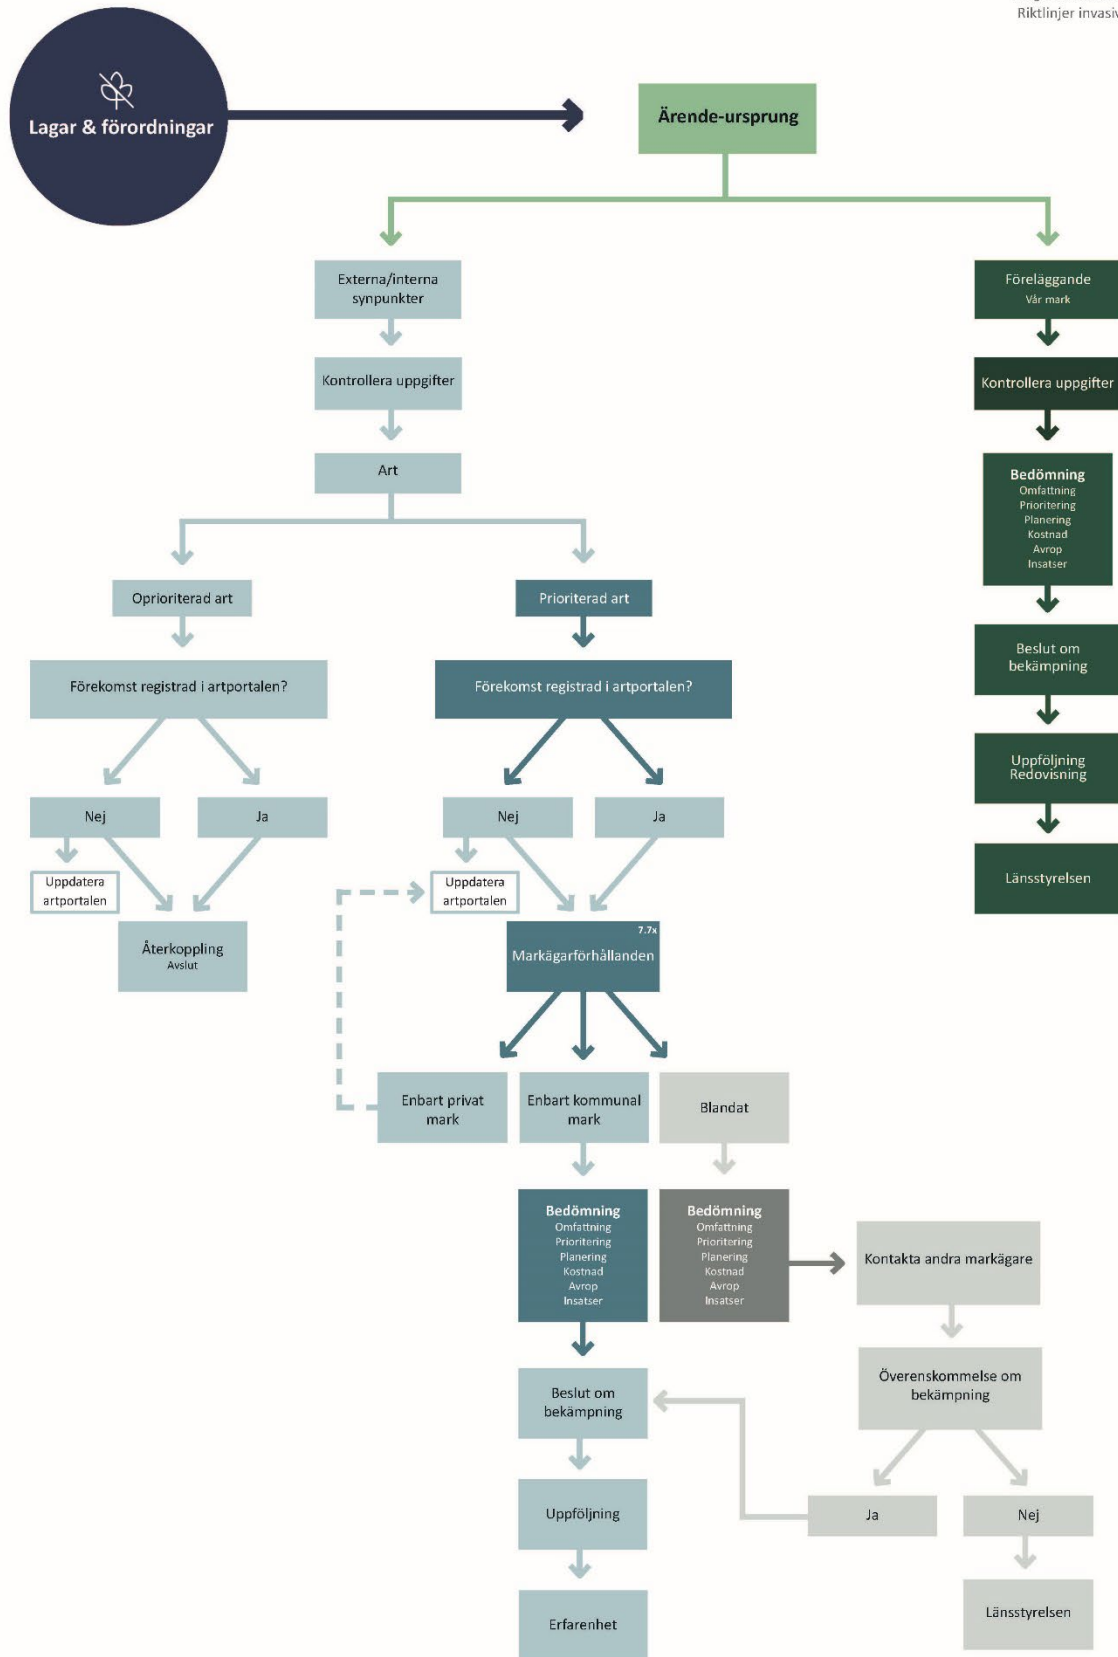 Riktlinjer
Lagar & förordningar
Ärende-ursprung
Externa/interna
synpunkter
Kontrollera uppgifter
Art
Oprioriterad art
Förekomst registrad i artportalen?
Nej
Ja
Uppdatera
artportalen
Återkoppling
Avslut
Prioriterad art
Förekomst registrad i artportalen?
Nej
Ja
Uppdatera
artportalen
7.7x
Markägarförhållanden
Enbart privat
mark
Enbart kommunal
mark
Blandat
Bedömning
Omfattning
Prioritering
Planering
Kostnad
Avrop
Insatser
Bedömning
Omfattning
Prioritering
Planering
Kostnad
Avrop
Insatser
Kontakta andra markägare
Överenskommelse om
bekämpning
Ja
Nej
Länsstyrelsen
Beslut om
bekämpning
Uppföljning
Erfarenhet
Föreläggande
Vår mark
Kontrollera uppgifter
Bedömning
Omfattning
Prioritering
Planering
Kostnad
Avrop
Insatser
Beslut om
bekämpning
Uppföljning
Redovisning
Länsstyrelsen